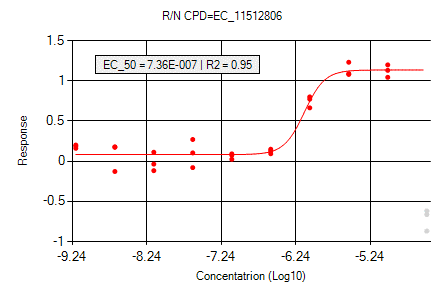 R/N CPD=EC_11512806
EC_50 = 7.36E-007 | R2 = 0.95
1.5
1
0.5
0
-0.5
-1
Response
-9.24 -8.24 -7.24 -6.24 -5.24
Concentatrion (Log10)